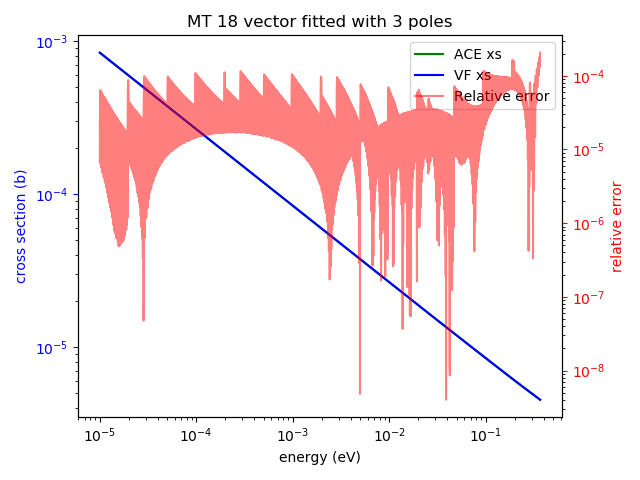 MT 18 vector fitted with 3 poles
ACE xs
VF xs
Relative error
cross section (b)
10⁻³
10⁻⁴
10⁻⁵
relative error
10⁻⁴
10⁻⁵
10⁻⁶
10⁻⁷
10⁻⁸
10⁻⁵ 10⁻⁴ 10⁻³ 10⁻² 10⁻¹
energy (eV)